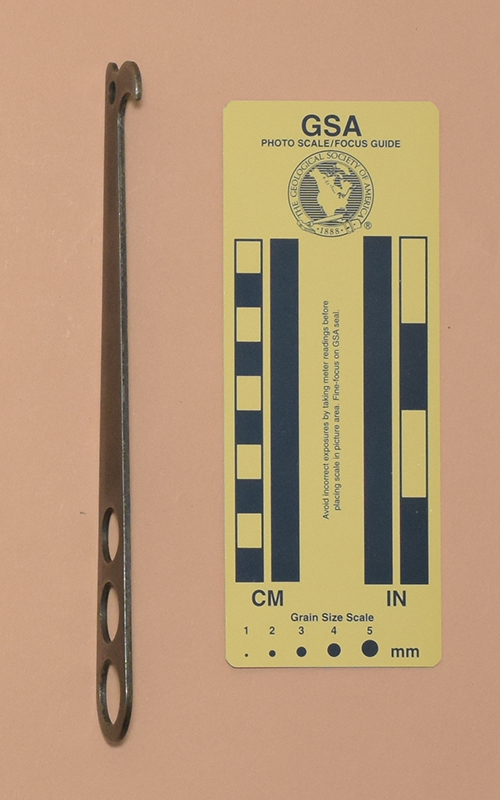 GSA
PHOTO SCALE/FOCUS GUIDE
THE GEOLOGICAL SOCIETY OF AMERICA
·1888·
®
Avoid incorrect exposures by taking meter readings before
placing scale in picture area. Fine-focus on GSA seal.
CM IN
Grain Size Scale
1 2 3 4 5
mm